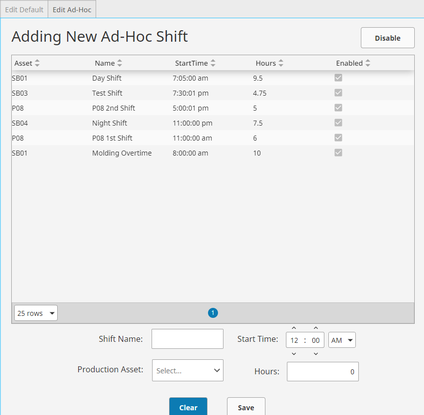 Edit Default Edit Ad-Hoc
Adding New Ad-Hoc Shift Disable
Asset Name StartTime Hours Enabled
SB01 Day Shift 7:05:00 am 9.5
SB03 Test Shift 7:30:01 pm 4.75
P08 P08 2nd Shift 5:00:01 pm 5
SB04 Night Shift 11:00:00 pm 7.5
P08 P08 1st Shift 11:00:00 am 6
SB01 Molding Overtime 8:00:00 am 10
25 rows 1
Shift Name: Start Time: 12 : 00 AM
Production Asset: Select... Hours: 0
Clear Save